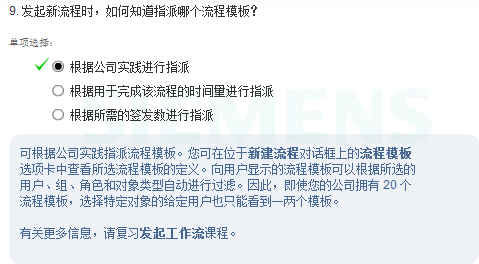 9. 发起新流程时，如何知道指派哪个流程模板？
单项选择：
根据公司实践进行指派
根据用于完成该流程的时间量进行指派
根据所需的签发数进行指派
SIEMENS
可根据公司实践指派流程模板。您可在位于新建流程对话框上的流程模板
选项卡中查看所选流程模板的定义。向用户显示的流程模板可以根据所选的
用户、组、角色和对象类型自动进行过滤。因此，即使您的公司拥有 20 个
流程模板，选择特定对象的给定用户也只能看到一两个模板。
有关更多信息，请复习发起工作流课程。